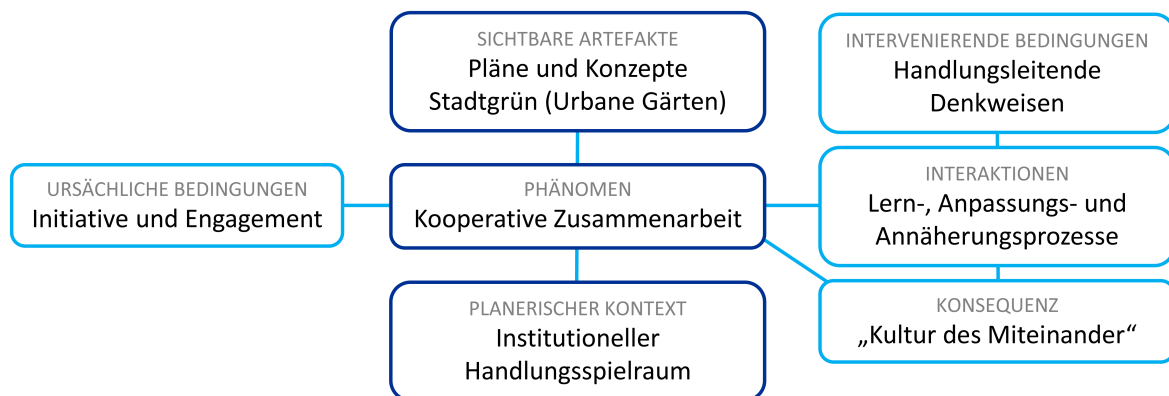 SICHTBARE ARTEFAKTE
Pläne und Konzepte
Stadtgrün (Urbane Gärten)
INTERVENIERENDE BEDINGUNGEN
Handlungsleitende
Denkweisen
URSÄCHLICHE BEDINGUNGEN
Initiative und Engagement
PHÄNOMEN
Kooperative Zusammenarbeit
INTERAKTIONEN
Lern-, Anpassungs- und
Annäherungsprozesse
PLANERISCHER KONTEXT
Institutioneller
Handlungsspielraum
KONSEQUENZ
„Kultur des Miteinander“